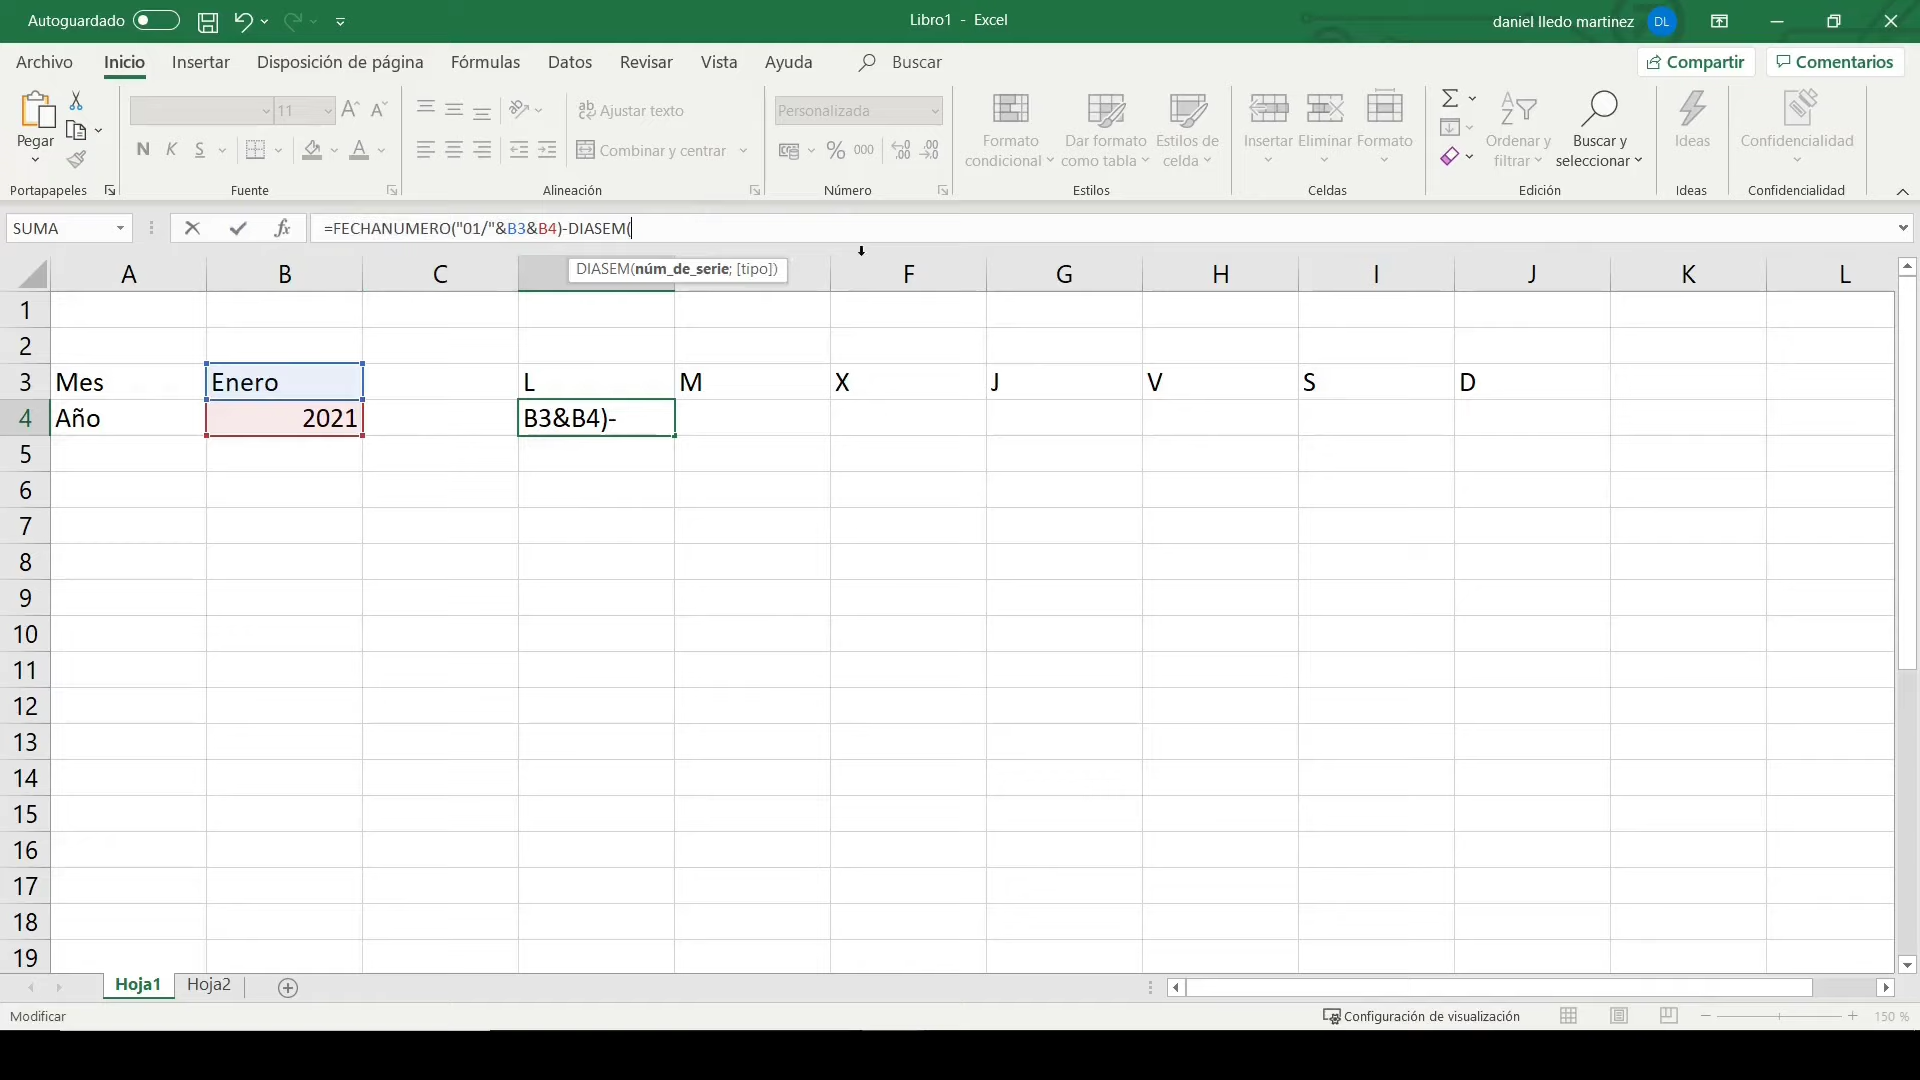 Autoguardado
Libro1 - Excel
daniel lledo martinez DL
Archivo Inicio Insertar Disposición de página Fórmulas Datos Revisar Vista Ayuda Buscar
Compartir Comentarios
Pegar
11
N K S
Portapapeles
Fuente
Ajustar texto
Combinar y centrar
Alineación
Personalizada
% 000
Número
Formato condicional
Dar formato como tabla
Estilos de celda
Estilos
Insertar Eliminar Formato
Celdas
Ordenar y filtrar
Buscar y seleccionar
Edición
Ideas
Ideas
Confidencialidad
Confidencialidad
SUMA
fx
=FECHANUMERO("01/"&B3&B4)-DIASEM(
DIASEM(núm_de_serie; [tipo])
A B C F G H I J K L
1
2
3 Mes Enero L M X J V S D
4 Año 2021 B3&B4)-
5
6
7
8
9
10
11
12
13
14
15
16
17
18
19
Hoja1 Hoja2
Modificar
Configuración de visualización
150 %